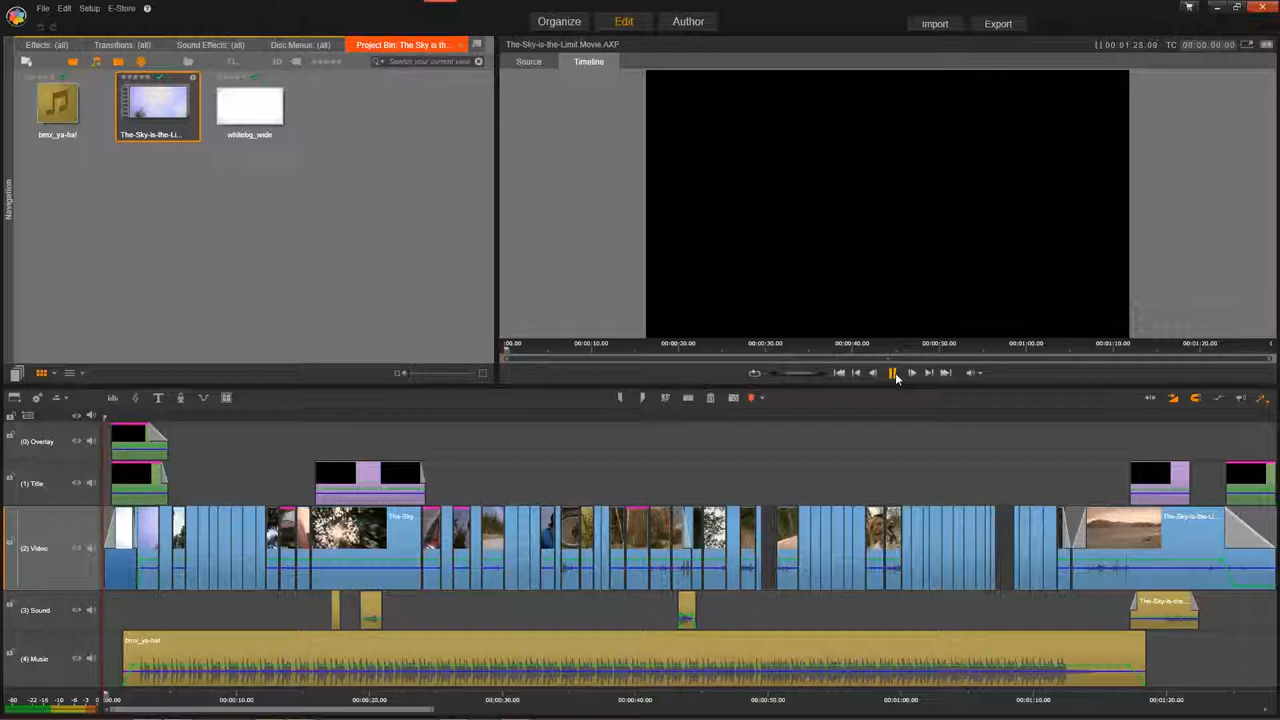 File Edit Setup E-Store ?
Organize Edit Author
Import Export
Effects: (all) Transitions: (all) Sound Effects: (all) Disc Menus: (all) Project Bin: The Sky is th...
The-Sky-is-the-Limit.Movie.AXP
00:01:28.09 TC 00:00:00.00
3D Search your current view
Source Timeline
bmx_ya-ha! The-Sky-is-the-Li... whitebg_wide
Navigation
:00.00 00:00:10.00 00:00:20.00 00:00:30.00 00:00:40.00 00:00:50.00 00:01:00.00 00:01:10.00 00:01:20.00
(0) Overlay
(1) Title
The-Sky The-Sky-is-the-Li...
(2) Video
The-Sky-is-the...
(3) Sound
bmx_ya-ha!
(4) Music
-60 -22 -16 -10 -6 -3 0 :00.00 00:00:10.00 00:00:20.00 00:00:30.00 00:00:40.00 00:00:50.00 00:01:00.00 00:01:10.00 00:01:20.00